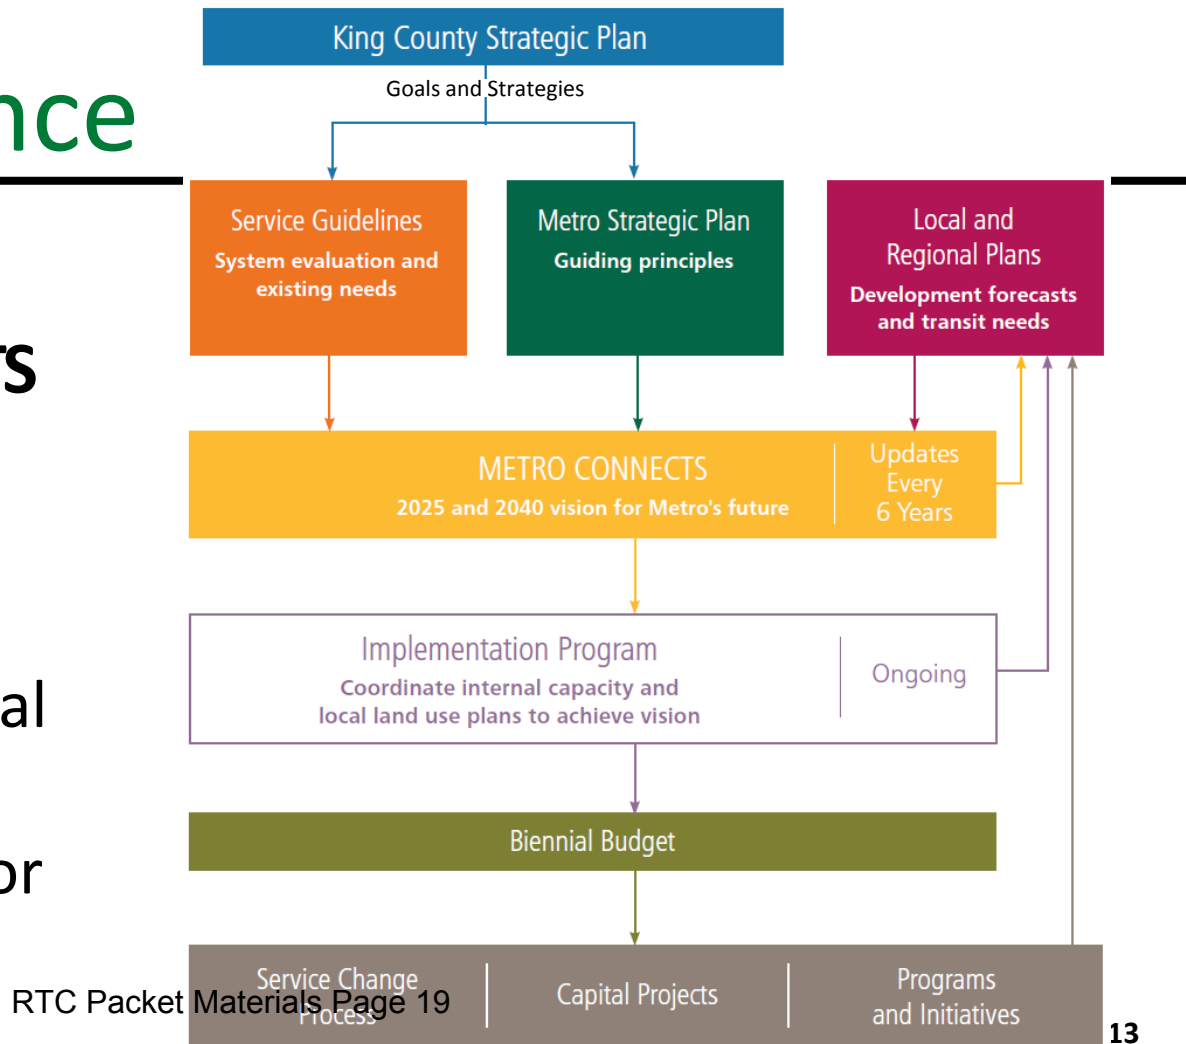 King County Strategic Plan
Goals and Strategies
nce
Service Guidelines
System evaluation and
existing needs
Metro Strategic Plan
Guiding principles
Local and
Regional Plans
Development forecasts
and transit needs
rs
METRO CONNECTS
2025 and 2040 vision for Metro's future
Updates
Every
6 Years
Implementation Program
Coordinate internal capacity and
local land use plans to achieve vision
Ongoing
al
Biennial Budget
or
Service Change
Process
Capital Projects
Programs
and Initiatives
RTC Packet Materials Page 19
13